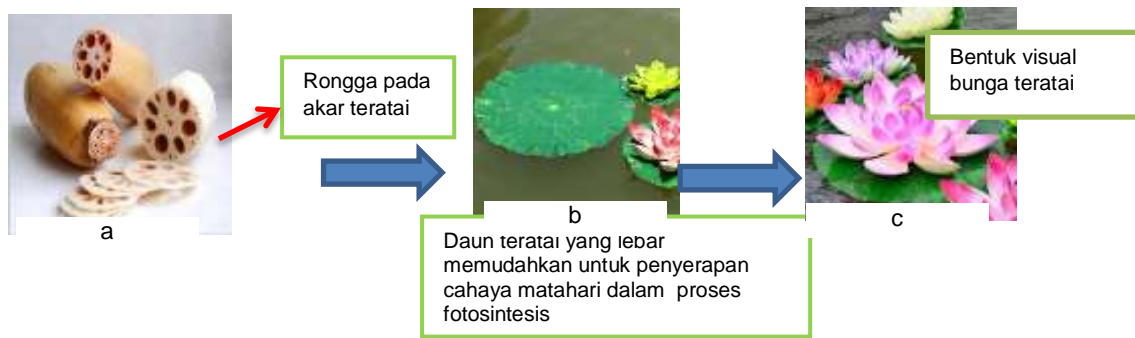 Rongga pada
akar teratai
a
b
Daun teratai yang lebar
memudahkan untuk penyerapan
cahaya matahari dalam proses
fotosintesis
Bentuk visual
bunga teratai
c